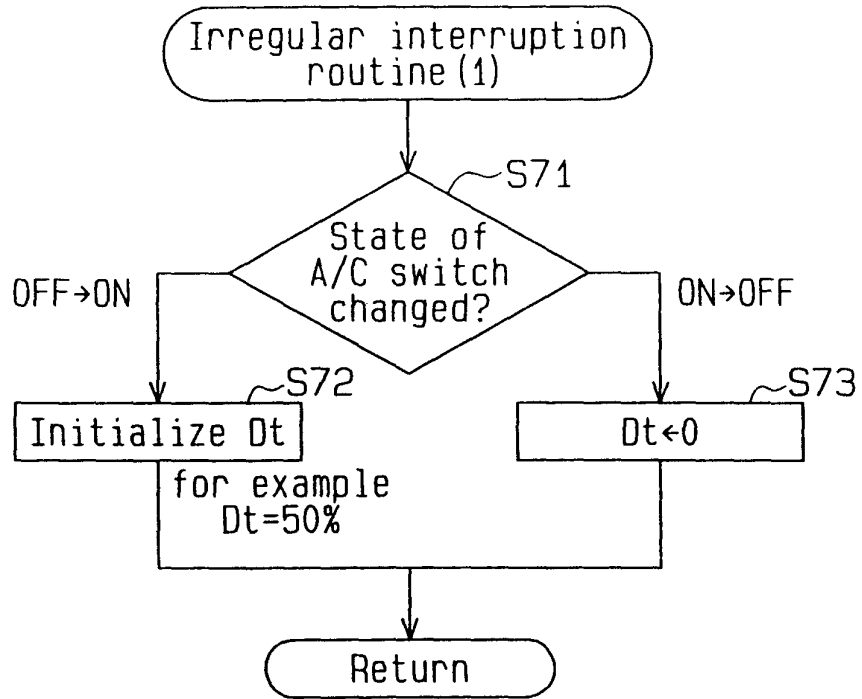 Irregular interruption
routine(1)
S71
State of
A/C switch
changed?
OFF→ON
ON→OFF
S72
S73
Initialize Dt
Dt←0
for example
Dt=50%
Return